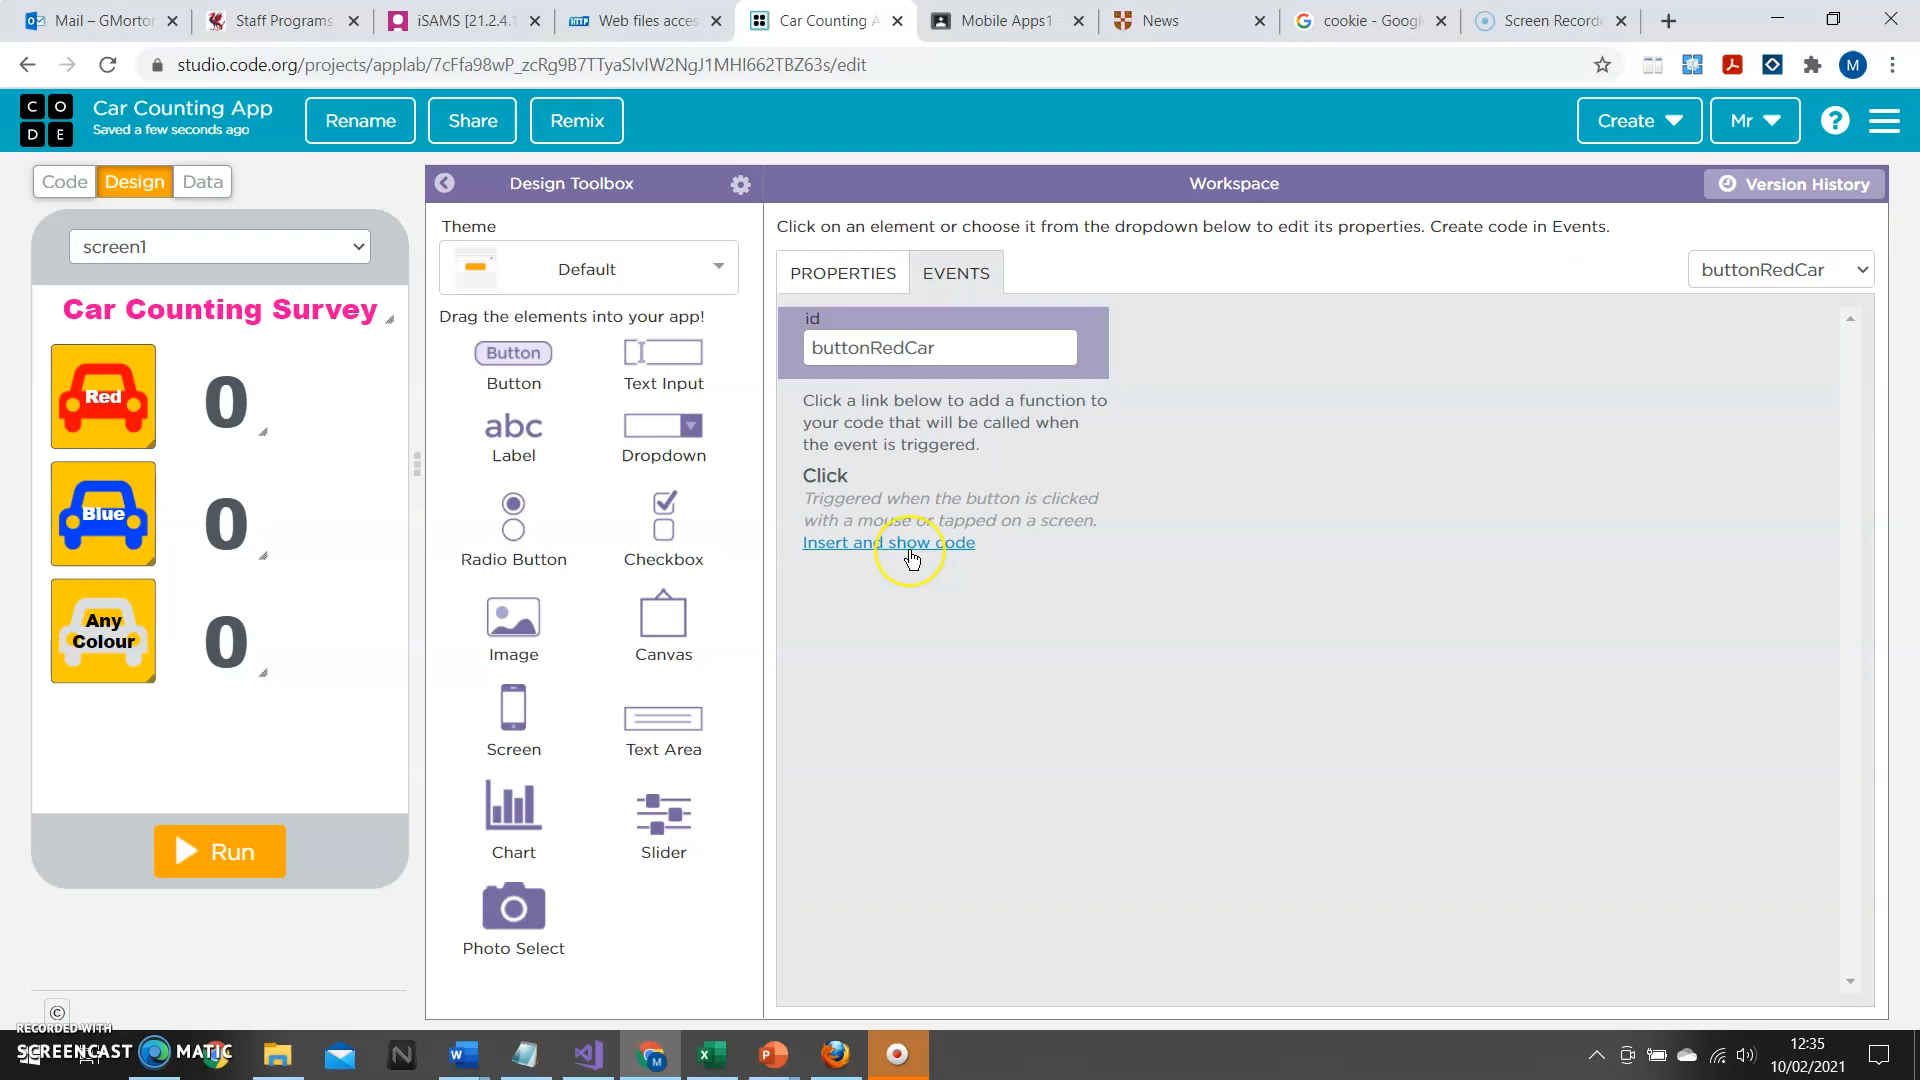 Mail – GMorton
Staff Programs
iSAMS [21.2.4.1
Web files acces
Car Counting A
Mobile Apps1
News
cookie - Google
Screen Record
studio.code.org/projects/applab/
M
C O
D E
Car Counting App
Saved a few seconds ago
Rename
Share
Remix
Create
Mr
?
Code
Design
Data
Design Toolbox
Workspace
Version History
screen1
Car Counting Survey
Red
0
Blue
0
Any
Colour
0
Run
Theme
Default
Drag the elements into your app!
Button
Button
Text Input
abc
Label
Dropdown
Radio Button
Checkbox
Image
Canvas
Screen
Text Area
Chart
Slider
Photo Select
Click on an element or choose it from the dropdown below to edit its properties. Create code in Events.
PROPERTIES
EVENTS
buttonRedCar
id
buttonRedCar
Click a link below to add a function to
your code that will be called when
the event is triggered.
Click
Triggered when the button is clicked
with a mouse or tapped on a screen.
Insert and show code
©
RECORDED WITH
SCREENCAST MATIC
12:35
10/02/2021